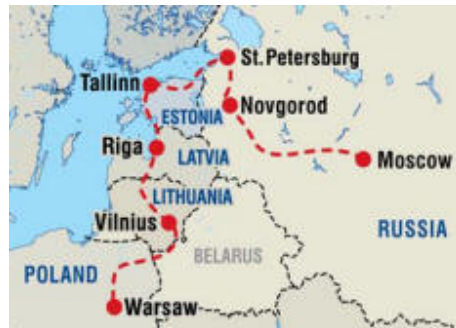 St. Petersburg
Tallinn
Novgorod
ESTONIA
Riga
LATVIA
Moscow
LITHUANIA
Vilnius
RUSSIA
BELARUS
POLAND
Warsaw